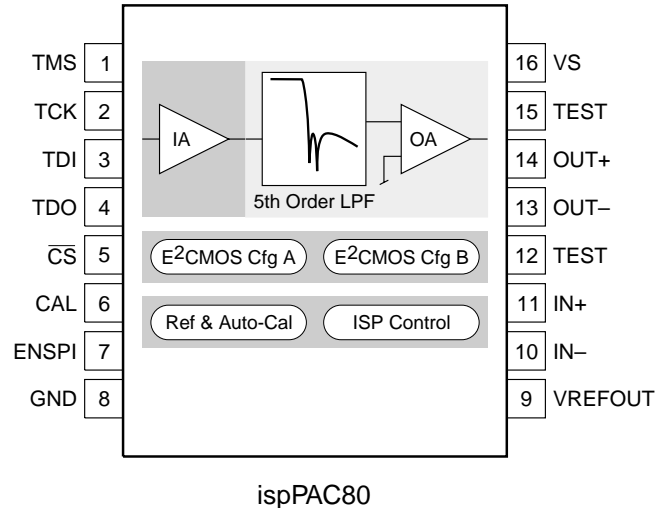 TMS 1
TCK 2
TDI 3
TDO 4
C̅S̅ 5
CAL 6
ENSPI 7
GND 8
IA
OA
5th Order LPF
E²CMOS Cfg A
E²CMOS Cfg B
Ref & Auto-Cal
ISP Control
16 VS
15 TEST
14 OUT+
13 OUT–
12 TEST
11 IN+
10 IN–
9 VREFOUT
ispPAC80